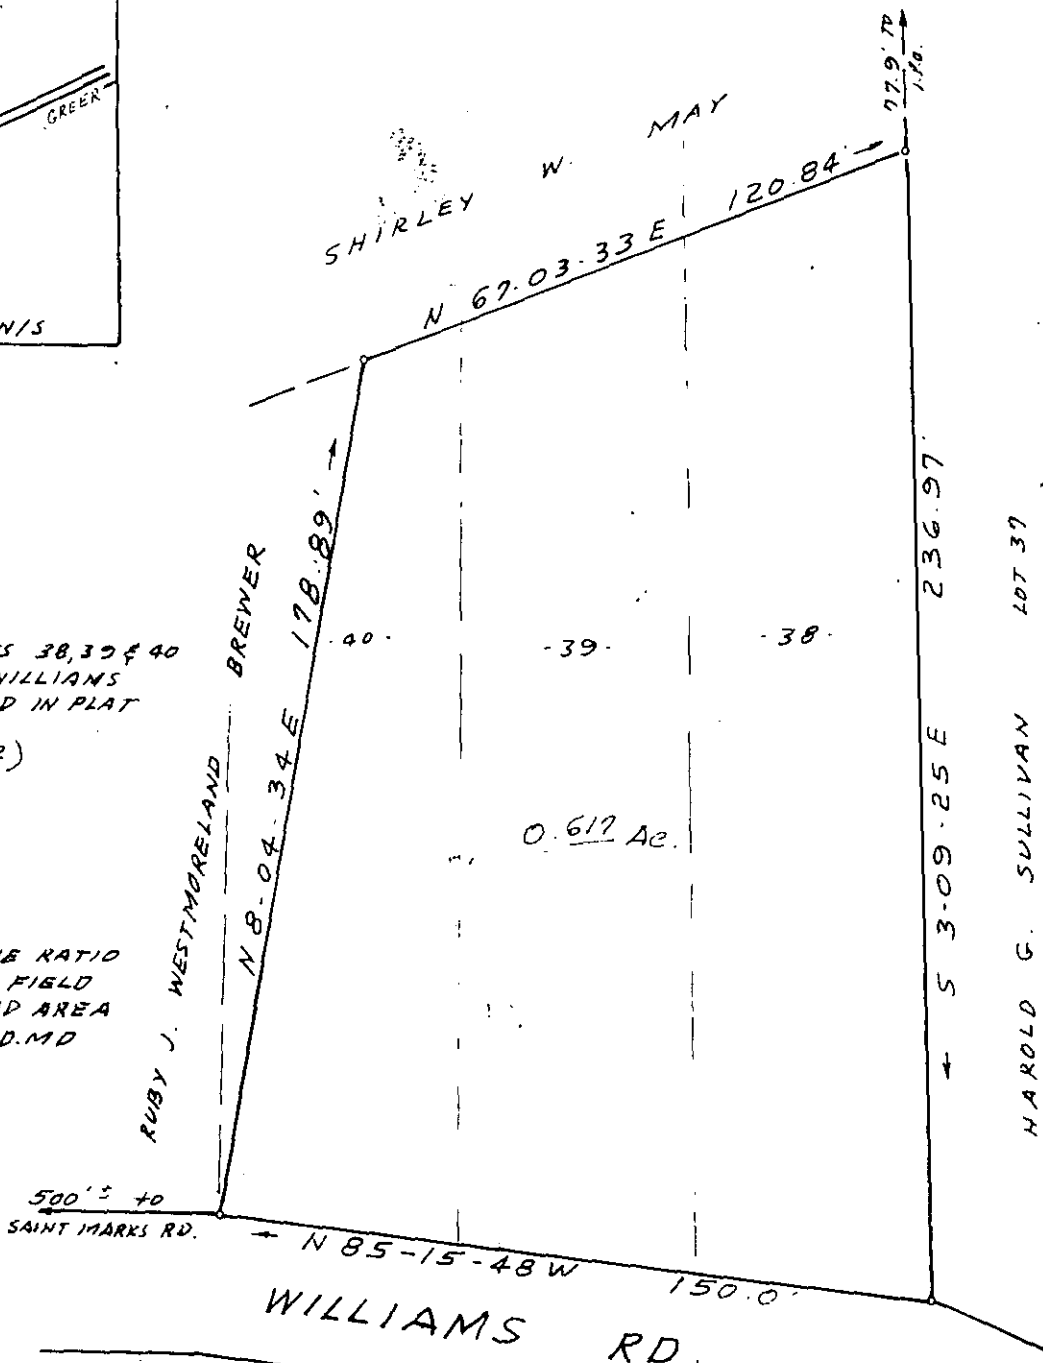 GREER
N/S
77.9' TO
I.P.O.
SHIRLEY W. MAY
N 67-03-33 E 120.84'
178.89'
N 8-04-34 E
RUBY J. WESTMORELAND BREWER
-40-
-39-
-38-
236.97'
S 3-09-25 E
HAROLD G. SULLIVAN LOT 37
S 38, 39 & 40
WILLIAMS
D IN PLAT
0.617 Ac.
E RATIO
FIELD
D AREA
D.MD
500'± to
SAINT MARKS RD.
N 85-15-48 W 150.0'
WILLIAMS RD.